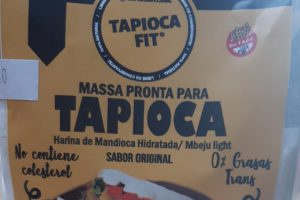 TAPIOCA
FIT®
MASSA PRONTA PARA
TAPIOCA
Harina de Mandioca Hidratada/ Mbeju light
SABOR ORIGINAL
No contiene
colesterol
0% Grasas
Trans